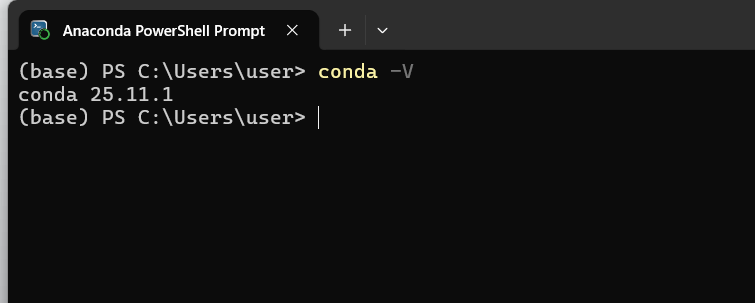 Anaconda PowerShell Prompt
(base) PS C:\Users\user> conda -V
conda 25.11.1
(base) PS C:\Users\user>